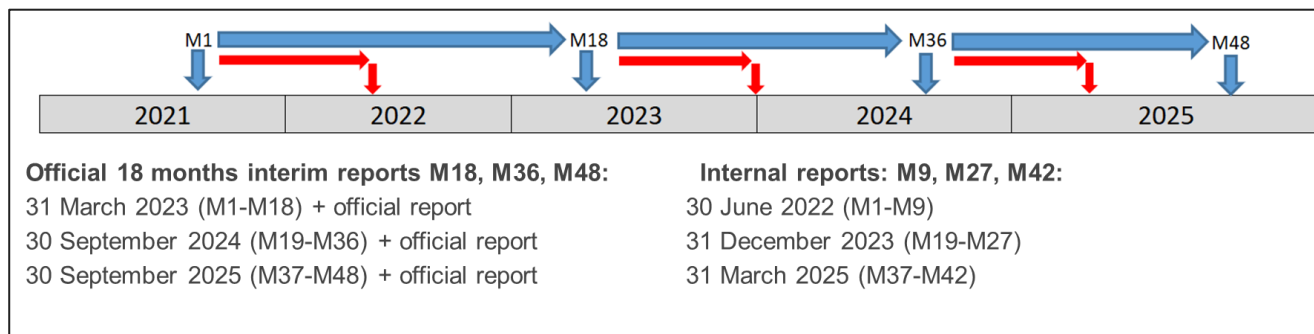 M1 M18 M36 M48
2021 2022 2023 2024 2025
Official 18 months interim reports M18, M36, M48:
31 March 2023 (M1-M18) + official report
30 September 2024 (M19-M36) + official report
30 September 2025 (M37-M48) + official report
Internal reports: M9, M27, M42:
30 June 2022 (M1-M9)
31 December 2023 (M19-M27)
31 March 2025 (M37-M42)